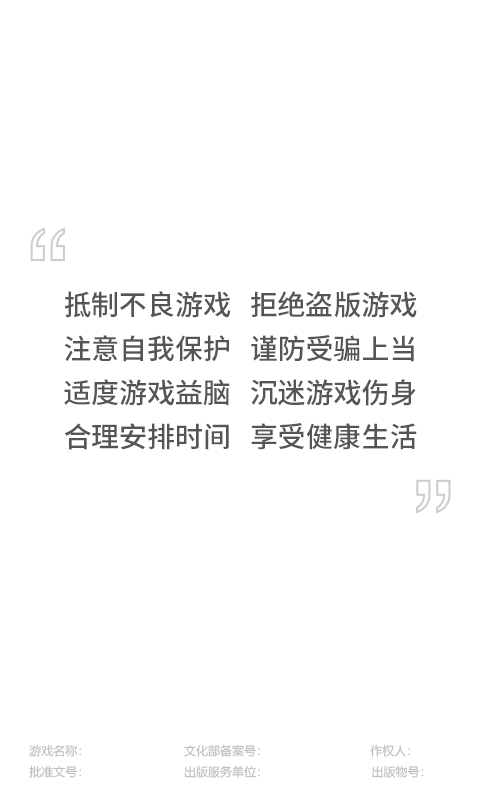 “
抵制不良游戏 拒绝盗版游戏
注意自我保护 谨防受骗上当
适度游戏益脑 沉迷游戏伤身
合理安排时间 享受健康生活
”
游戏名称: 文化部备案号: 作权人:
批准文号: 出版服务单位: 出版物号: